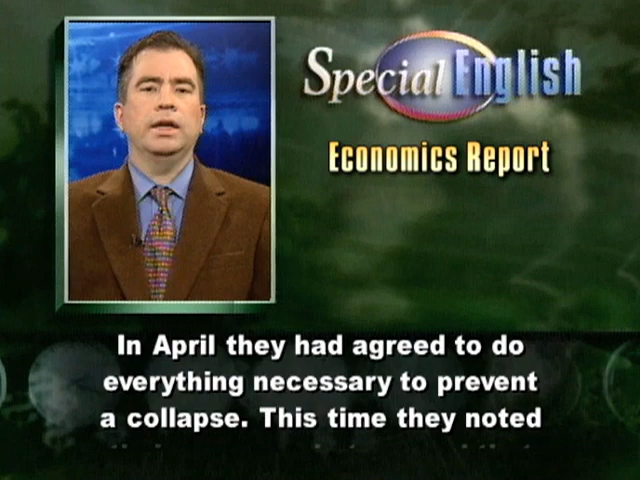 Special English
Economics Report
In April they had agreed to do
everything necessary to prevent
a collapse. This time they noted